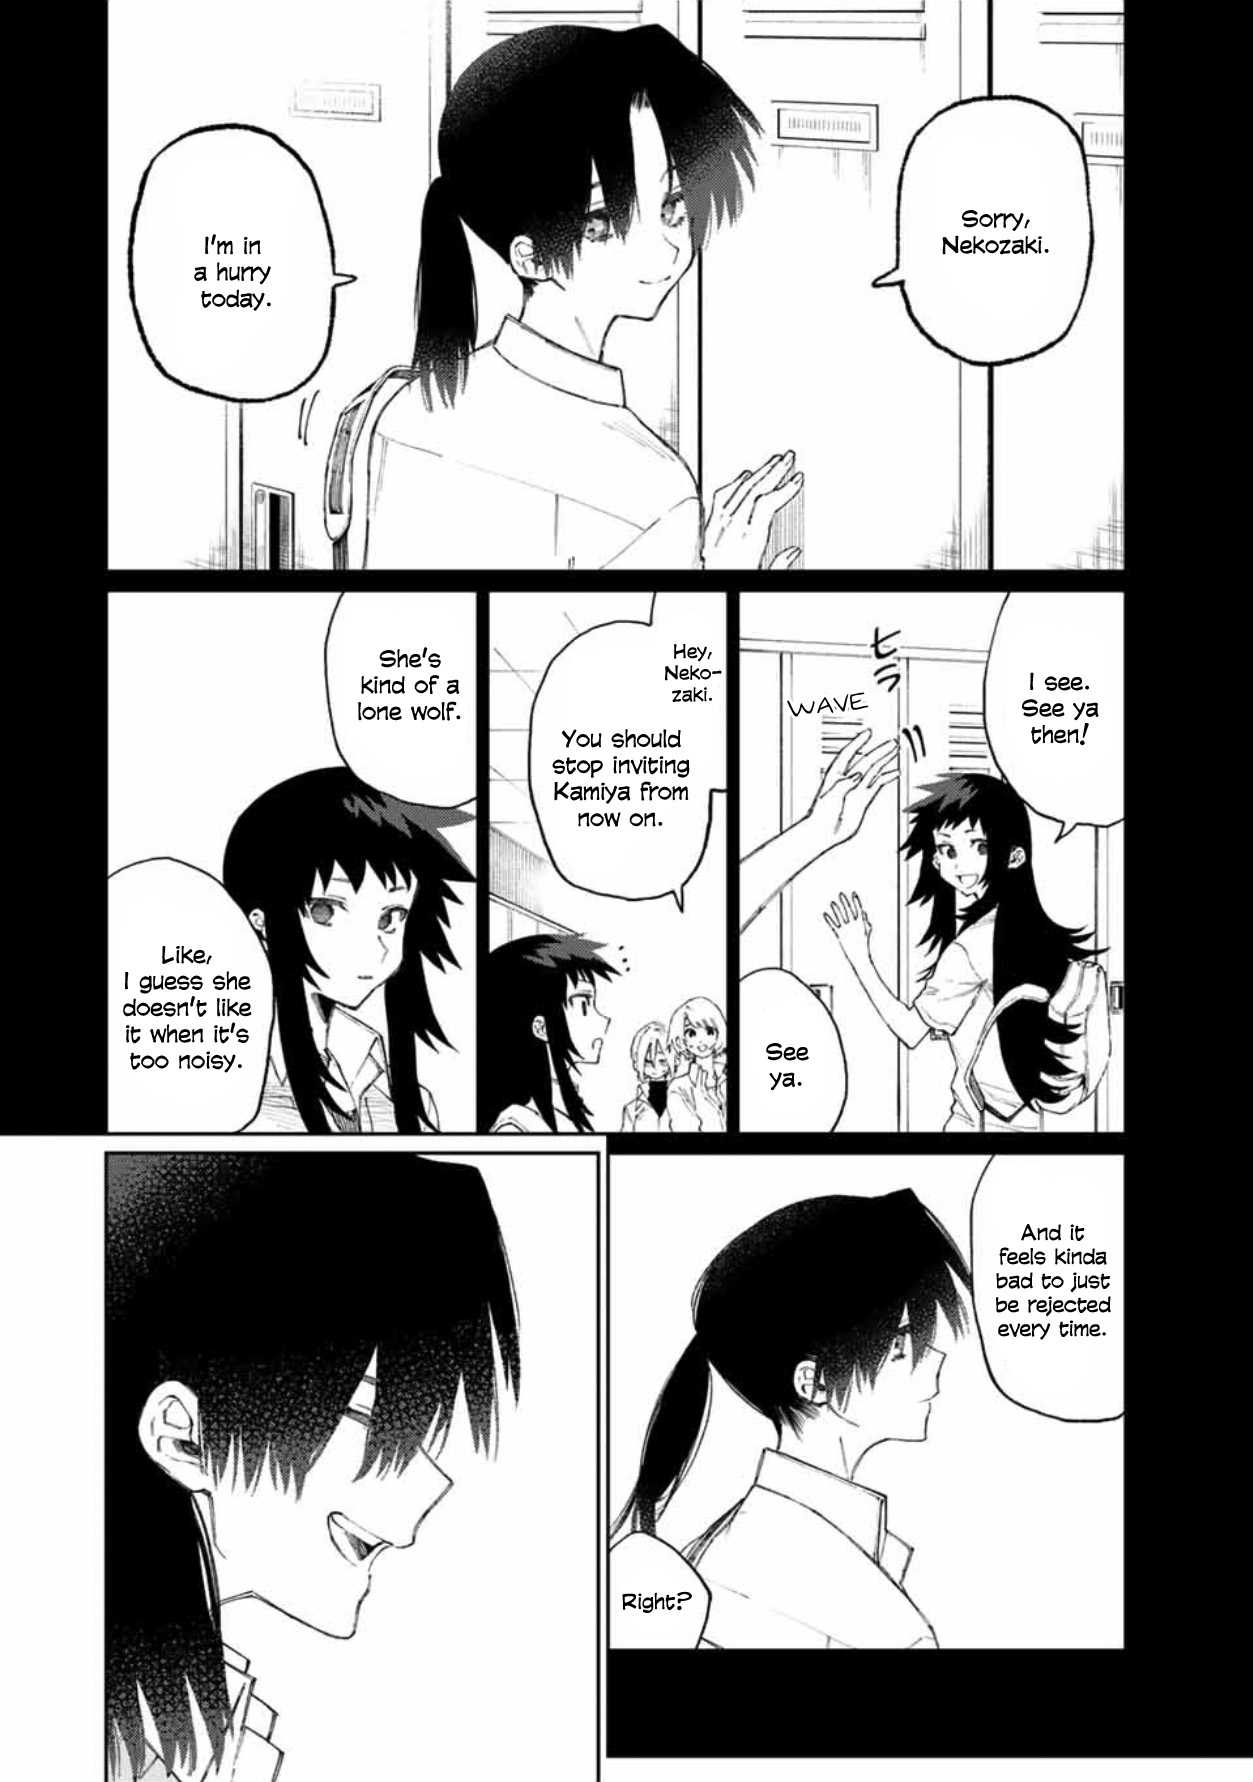 Sorry,
Nekozaki.
I'm in
a hurry
today.
I see.
See ya
then!
ヒラ
WAVE
See
ya.
Hey,
Neko-
zaki.
You should
stop inviting
Kamiya from
now on.
She's
kind of a
lone wolf.
Like,
I guess she
doesn't like
it when it's
too noisy.
And it
feels kinda
bad to just
be rejected
every time.
Right?